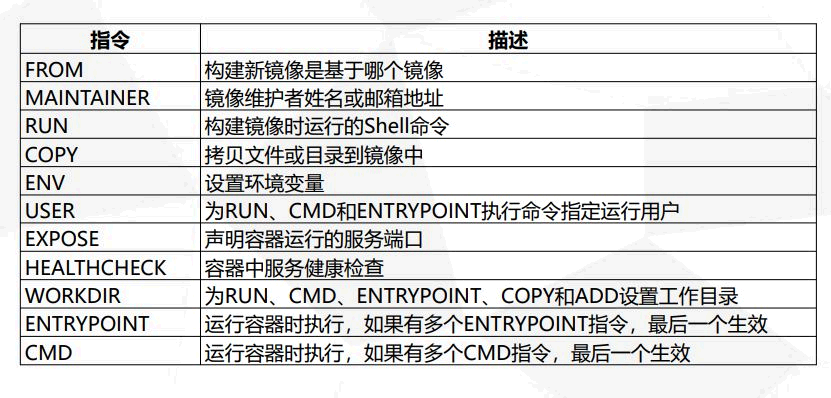 指令 描述
FROM 构建新镜像是基于哪个镜像
MAINTAINER 镜像维护者姓名或邮箱地址
RUN 构建镜像时运行的Shell命令
COPY 拷贝文件或目录到镜像中
ENV 设置环境变量
USER 为RUN、CMD和ENTRYPOINT执行命令指定运行用户
EXPOSE 声明容器运行的服务端口
HEALTHCHECK 容器中服务健康检查
WORKDIR 为RUN、CMD、ENTRYPOINT、COPY和ADD设置工作目录
ENTRYPOINT 运行容器时执行，如果有多个ENTRYPOINT指令，最后一个生效
CMD 运行容器时执行，如果有多个CMD指令，最后一个生效